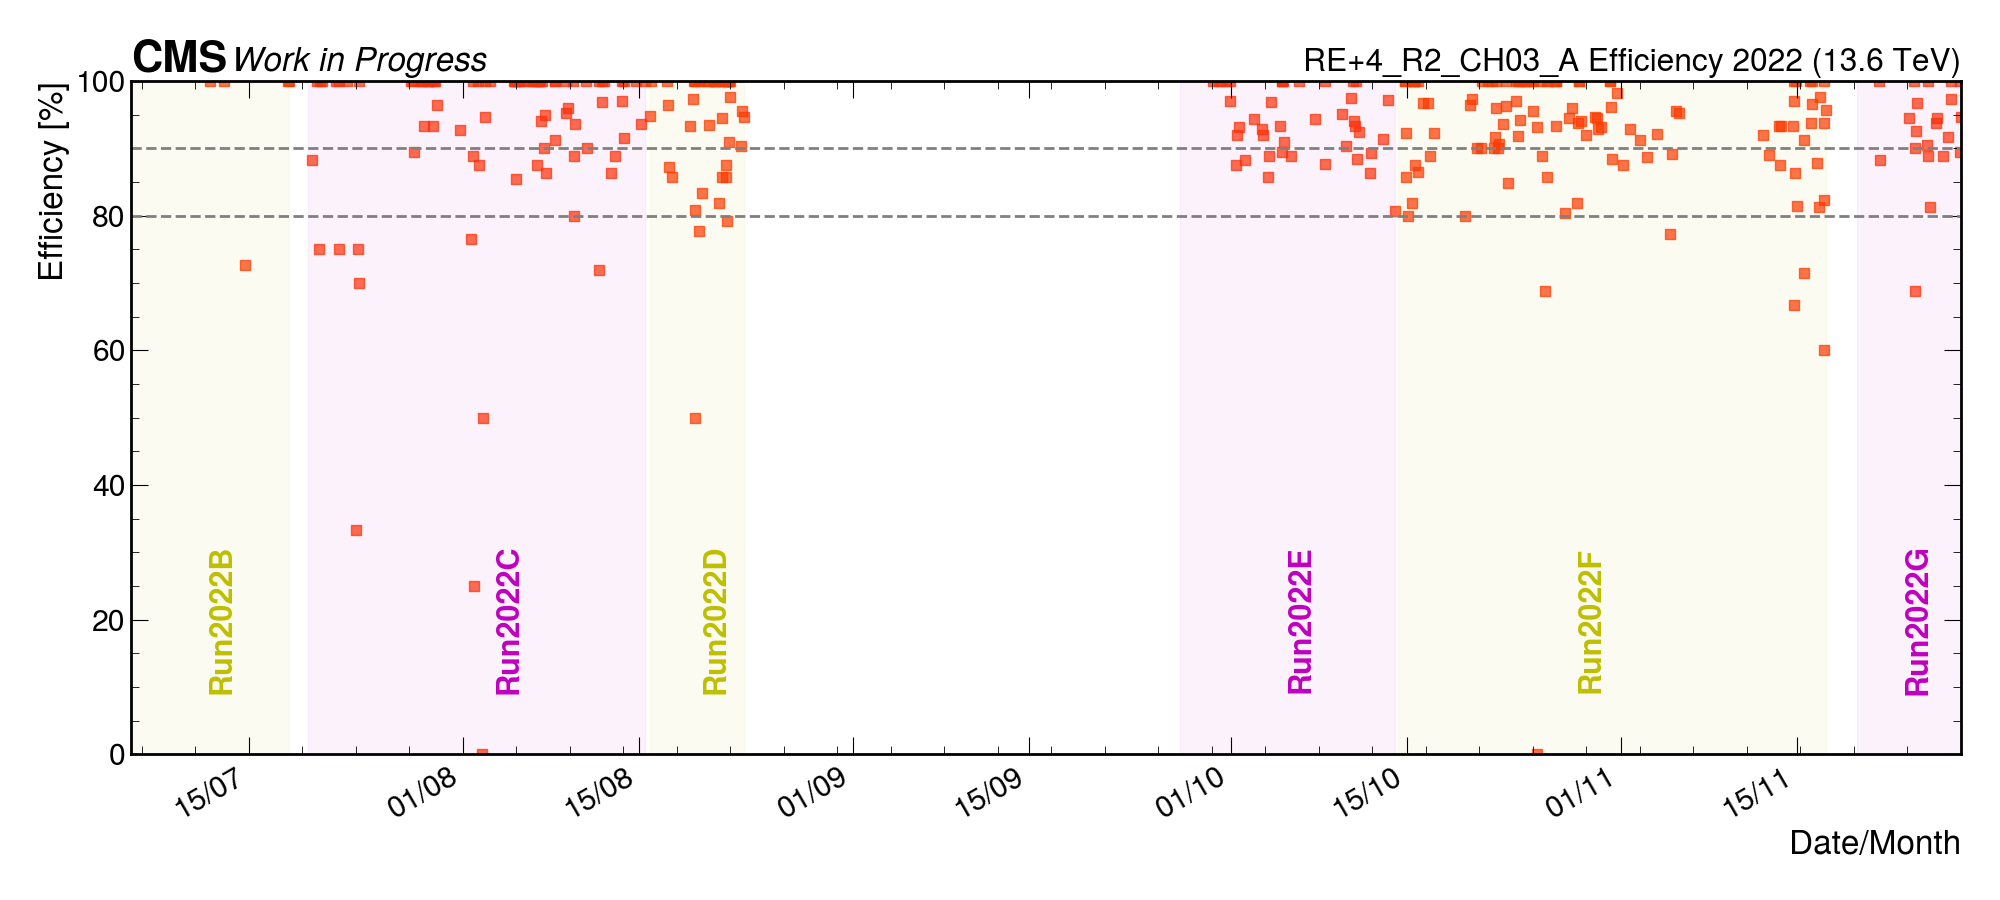 CMS Work in Progress
RE+4_R2_CH03_A Efficiency 2022 (13.6 TeV)
Efficiency [%]
100
80
60
40
20
0
Run2022B
Run2022C
Run2022D
Run2022E
Run2022F
Run2022G
15/07
01/08
15/08
01/09
15/09
01/10
15/10
01/11
15/11
Date/Month